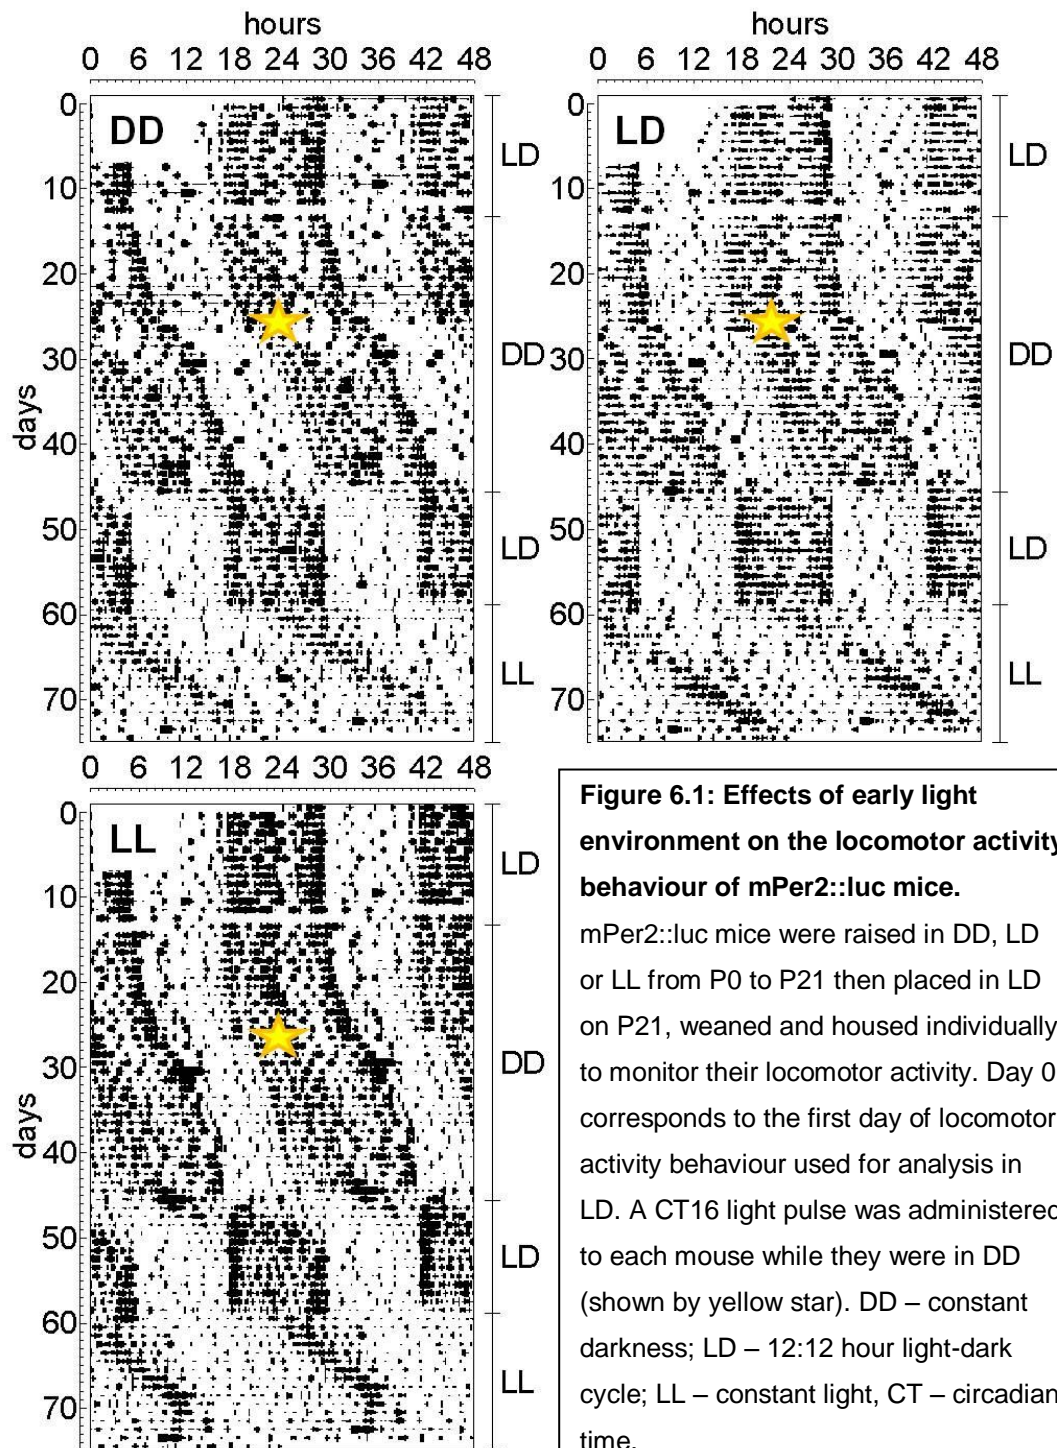 hours
0 6 12 18 24 30 36 42 48
hours
0 6 12 18 24 30 36 42 48
DD
0
10
20
30
40
50
60
70
days
LD
DD
LD
LL
LD
0
10
20
30
40
50
60
70
LD
DD
LD
LL
0 6 12 18 24 30 36 42 48
LL
0
10
20
30
40
50
60
70
days
LD
DD
LD
LL
Figure 6.1: Effects of early light
environment on the locomotor activity
behaviour of mPer2::luc mice.
mPer2::luc mice were raised in DD, LD
or LL from P0 to P21 then placed in LD
on P21, weaned and housed individually
to monitor their locomotor activity. Day 0
corresponds to the first day of locomotor
activity behaviour used for analysis in
LD. A CT16 light pulse was administered
to each mouse while they were in DD
(shown by yellow star). DD – constant
darkness; LD – 12:12 hour light-dark
cycle; LL – constant light, CT – circadian
time.